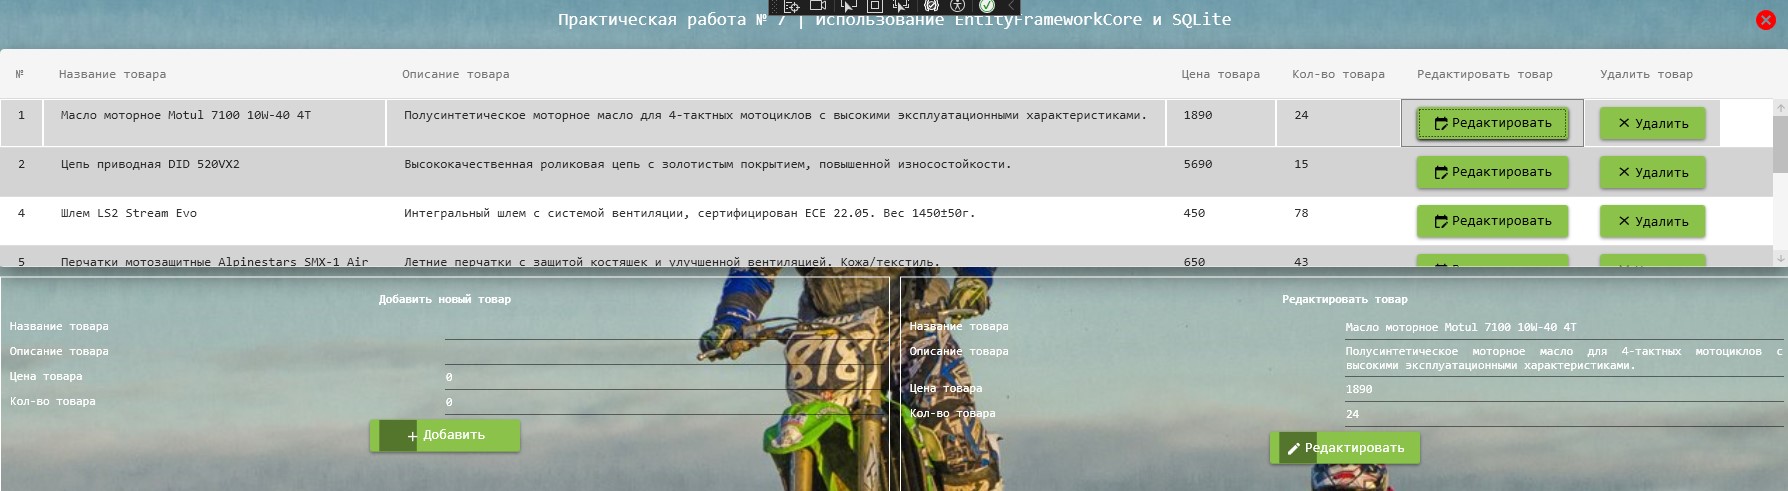 Практическая работа № 7 | Использование EntityFrameworkCore и SQLite
№ Название товара Описание товара Цена товара Кол-во товара Редактировать товар Удалить товар
1 Масло моторное Motul 7100 10W-40 4T Полусинтетическое моторное масло для 4-тактных мотоциклов с высокими эксплуатационными характеристиками. 1890 24 Редактировать Удалить
2 Цепь приводная DID 520VX2 Высококачественная роликовая цепь с золотистым покрытием, повышенной износостойкости. 5690 15 Редактировать Удалить
4 Шлем LS2 Stream Evo Интегральный шлем с системой вентиляции, сертифицирован ECE 22.05. Вес 1450±50г. 450 78 Редактировать Удалить
5 Перчатки мотозащитные Alpinestars SMX-1 Air Летние перчатки с защитой костяшек и улучшенной вентиляцией. Кожа/текстиль. 650 43
Добавить новый товар
Название товара
Описание товара
Цена товара 0
Кол-во товара 0
Добавить
Редактировать товар
Название товара Масло моторное Motul 7100 10W-40 4T
Описание товара Полусинтетическое моторное масло для 4-тактных мотоциклов с
высокими эксплуатационными характеристиками.
Цена товара 1890
Кол-во товара 24
Редактировать
818